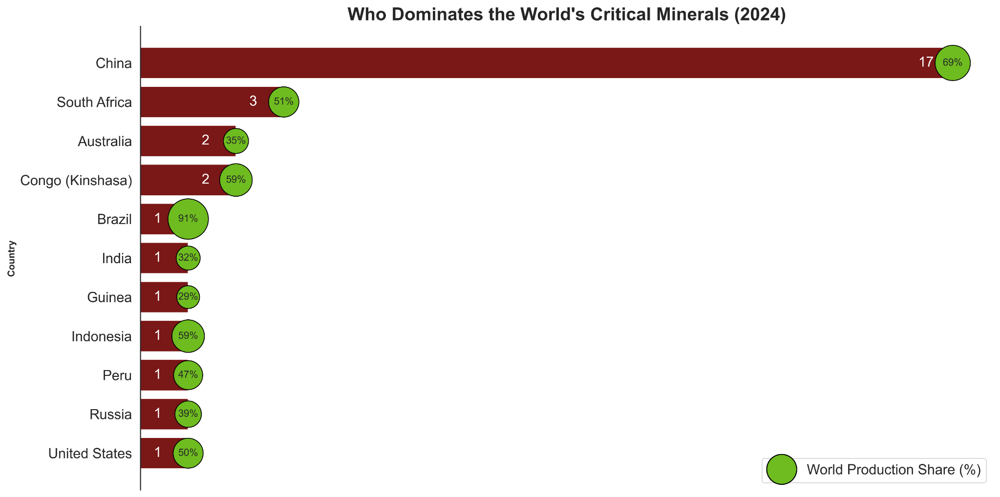 Who Dominates the World's Critical Minerals (2024)
Country
China 17 69%
South Africa 3 51%
Australia 2 35%
Congo (Kinshasa) 2 59%
Brazil 1 91%
India 1 32%
Guinea 1 29%
Indonesia 1 59%
Peru 1 47%
Russia 1 39%
United States 1 50%
World Production Share (%)